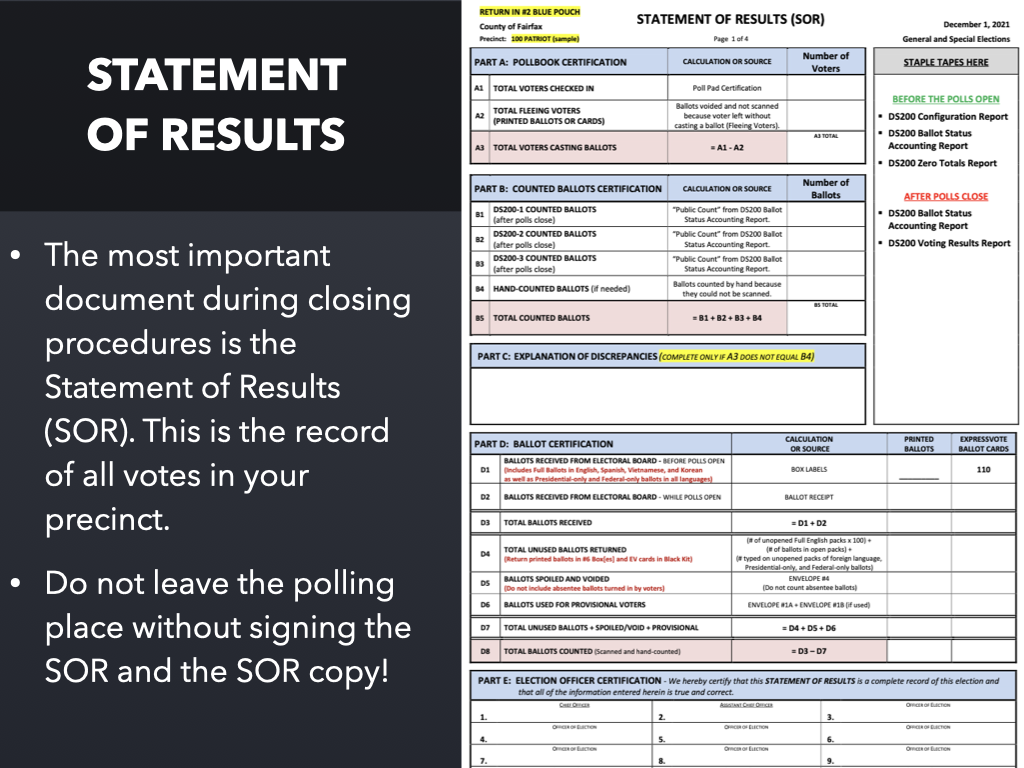 STATEMENT
OF RESULTS
• The most important
document during closing
procedures is the
Statement of Results
(SOR). This is the record
of all votes in your
precinct.
• Do not leave the polling
place without signing the
SOR and the SOR copy!
RETURN IN #2 BLUE POUCH
County of Fairfax
Precinct: 100 PATRIOT (sample)
STATEMENT OF RESULTS (SOR)
Page 1 of 4
December 1, 2021
General and Special Elections
PART A: POLLBOOK CERTIFICATION
CALCULATION OR SOURCE
Number of
Voters
A1 TOTAL VOTERS CHECKED IN
Poll Pad Certification
A2 TOTAL FLEEING VOTERS
(PRINTED BALLOTS OR CARDS)
Ballots voided and not scanned
because voter left without
casting a ballot (Fleeing Voters).
A3 TOTAL VOTERS CASTING BALLOTS
= A1 - A2
A3 TOTAL
PART B: COUNTED BALLOTS CERTIFICATION
CALCULATION OR SOURCE
Number of
Ballots
B1 DS200-1 COUNTED BALLOTS
(after polls close)
"Public Count" from DS200 Ballot
Status Accounting Report.
B2 DS200-2 COUNTED BALLOTS
(after polls close)
"Public Count" from DS200 Ballot
Status Accounting Report.
B3 DS200-3 COUNTED BALLOTS
(after polls close)
"Public Count" from DS200 Ballot
Status Accounting Report.
B4 HAND-COUNTED BALLOTS (if needed)
Ballots counted by hand because
they could not be scanned.
B5 TOTAL COUNTED BALLOTS
= B1 + B2 + B3 + B4
B5 TOTAL
PART C: EXPLANATION OF DISCREPANCIES (COMPLETE ONLY IF A3 DOES NOT EQUAL B4)
STAPLE TAPES HERE
BEFORE THE POLLS OPEN
▪ DS200 Configuration Report
▪ DS200 Ballot Status
Accounting Report
▪ DS200 Zero Totals Report
AFTER POLLS CLOSE
▪ DS200 Ballot Status
Accounting Report
▪ DS200 Voting Results Report
PART D: BALLOT CERTIFICATION
CALCULATION
OR SOURCE
PRINTED
BALLOTS
EXPRESSVOTE
BALLOT CARDS
D1 BALLOTS RECEIVED FROM ELECTORAL BOARD - BEFORE POLLS OPEN
(Includes Full Ballots in English, Spanish, Vietnamese, and Korean
as well as Presidential-only and Federal-only ballots in all languages)
BOX LABELS
110
D2 BALLOTS RECEIVED FROM ELECTORAL BOARD - WHILE POLLS OPEN
BALLOT RECEIPT
D3 TOTAL BALLOTS RECEIVED
= D1 + D2
D4 TOTAL UNUSED BALLOTS RETURNED
(Return printed ballots in #6 Box[es] and EV cards in Black Kit)
(# of unopened Full English packs x 100) +
(# of ballots in open packs) +
(# typed on unopened packs of foreign language,
Presidential-only, and Federal-only ballots)
D5 BALLOTS SPOILED AND VOIDED
(Do not include absentee ballots turned in by voters)
ENVELOPE #4
(Do not count absentee ballots)
D6 BALLOTS USED FOR PROVISIONAL VOTERS
ENVELOPE #1A + ENVELOPE #1B (if used)
D7 TOTAL UNUSED BALLOTS + SPOILED/VOID + PROVISIONAL
= D4 + D5 + D6
D8 TOTAL BALLOTS COUNTED (Scanned and hand-counted)
= D3 – D7
PART E: ELECTION OFFICER CERTIFICATION - We hereby certify that this STATEMENT OF RESULTS is a complete record of this election and
that all of the information entered herein is true and correct.
CHIEF OFFICER
ASSISTANT CHIEF OFFICER
OFFICER OF ELECTION
1. 2. 3.
OFFICER OF ELECTION
OFFICER OF ELECTION
OFFICER OF ELECTION
4. 5. 6.
OFFICER OF ELECTION
OFFICER OF ELECTION
OFFICER OF ELECTION
7. 8. 9.